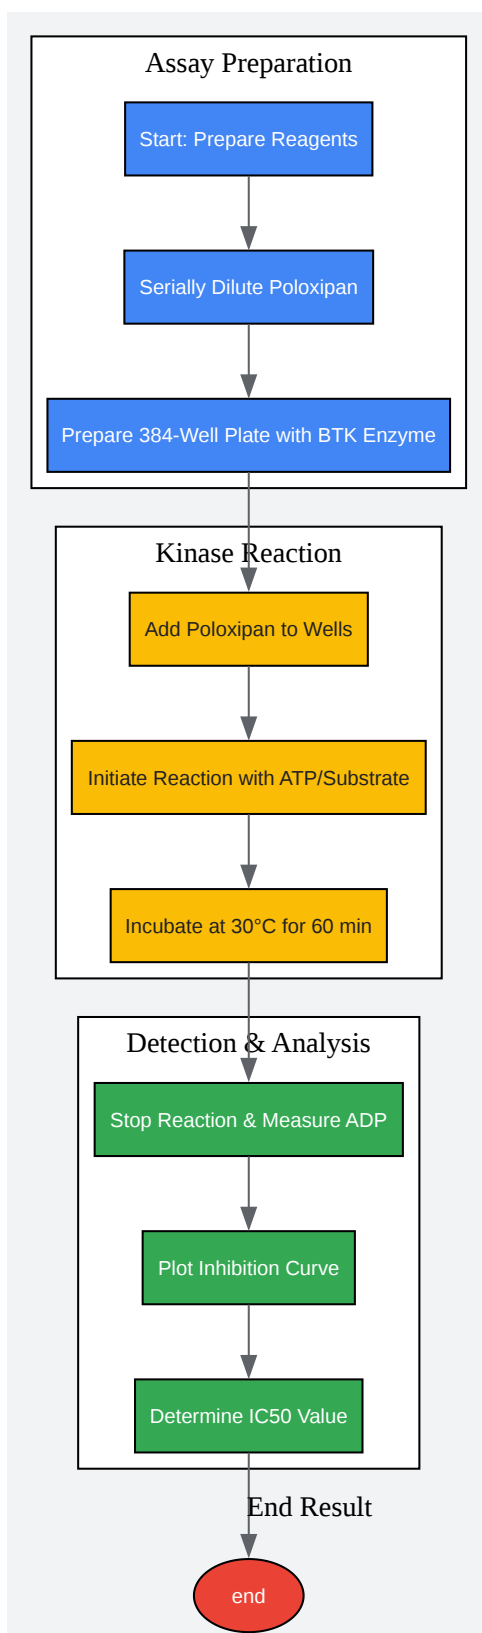 Assay Preparation
Start: Prepare Reagents
Serially Dilute Poloxipan
Prepare 384-Well Plate with BTK Enzyme
Kinase Reaction
Add Poloxipan to Wells
Initiate Reaction with ATP/Substrate
Incubate at 30°C for 60 min
Detection & Analysis
Stop Reaction & Measure ADP
Plot Inhibition Curve
Determine IC50 Value
End Result
end